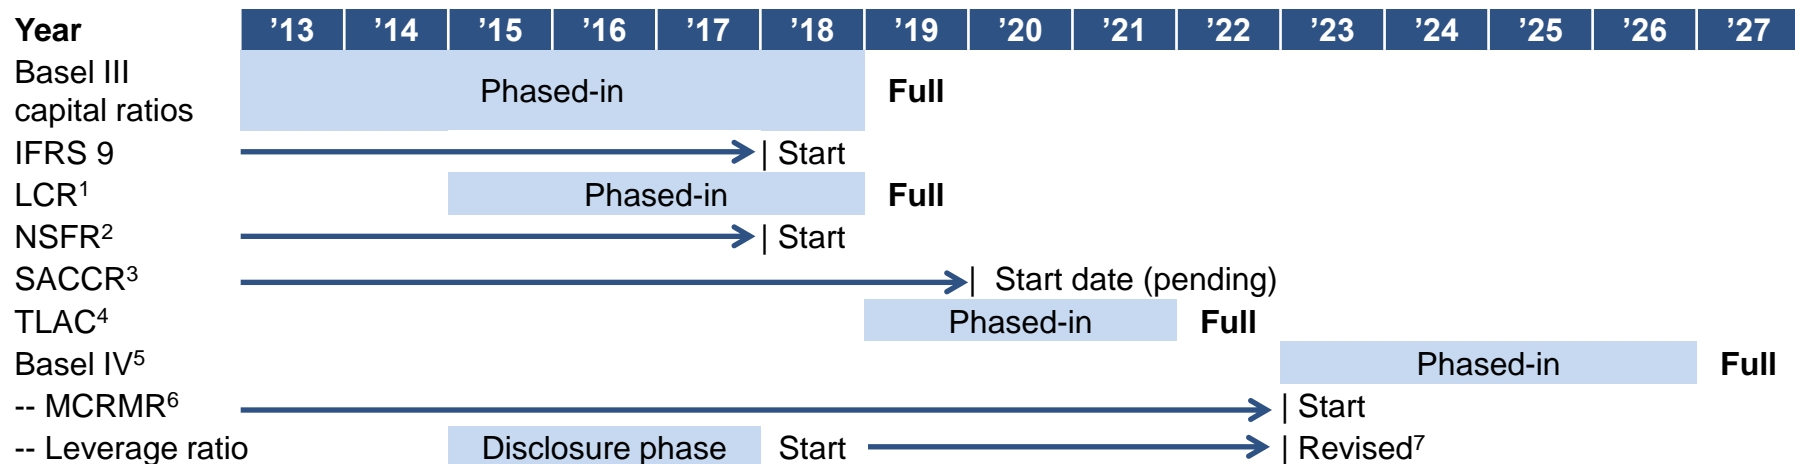 Year ’13 ’14 ’15 ’16 ’17 ’18 ’19 ’20 ’21 ’22 ’23 ’24 ’25 ’26 ’27
Basel III
capital ratios
Phased-in Full
IFRS 9 | Start
LCR¹ Phased-in Full
NSFR² | Start
SACCR³ | Start date (pending)
TLAC⁴ Phased-in Full
Basel IV⁵ Phased-in Full
-- MCRMR⁶ | Start
-- Leverage ratio Disclosure phase Start | Revised⁷